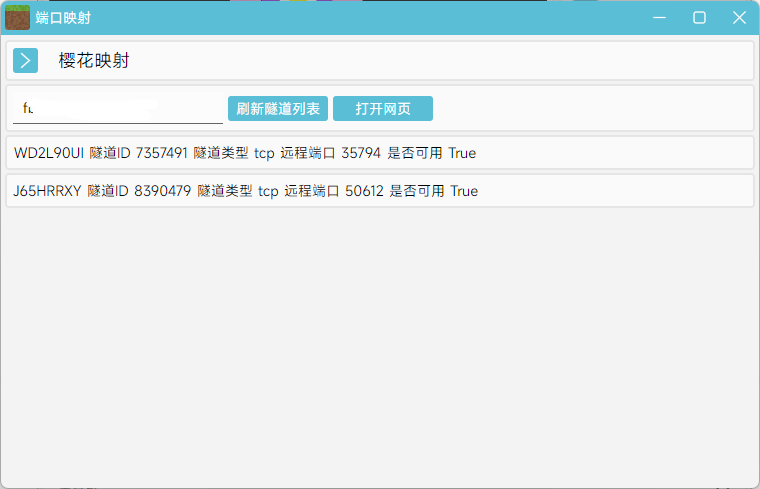 端口映射
樱花映射
刷新隧道列表 打开网页
WD2L90UI 隧道ID 7357491 隧道类型 tcp 远程端口 35794 是否可用 True
J65HRRXY 隧道ID 8390479 隧道类型 tcp 远程端口 50612 是否可用 True